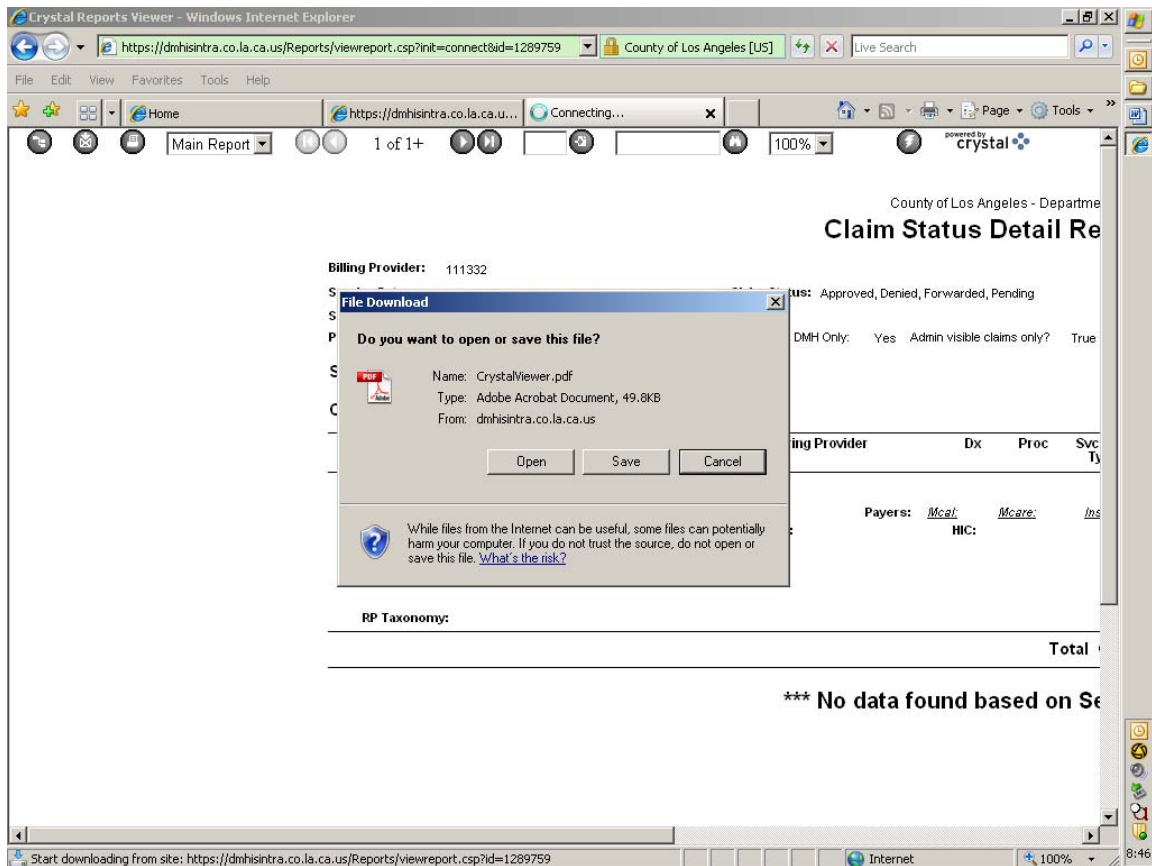 Crystal Reports Viewer - Windows Internet Explorer
https://dmhisintra.co.la.ca.us/Reports/viewreport.csp?init=connect&id=1289759
County of Los Angeles [US]
Live Search
File Edit View Favorites Tools Help
Home
https://dmhisintra.co.la.ca.u...
Connecting...
Page
Tools
Main Report
1 of 1+
100%
powered by
crystal
County of Los Angeles - Departme
Claim Status Detail Re
Billing Provider: 111332
tus: Approved, Denied, Forwarded, Pending
File Download
DMH Only: Yes Admin visible claims only? True
Do you want to open or save this file?
Name: CrystalViewer.pdf
Type: Adobe Acrobat Document, 49.8KB
From: dmhisintra.co.la.ca.us
Open Save Cancel
ing Provider Dx Proc Svc
Ty
Payers: Mcal: Mcare: Ins
HIC:
While files from the Internet can be useful, some files can potentially
harm your computer. If you do not trust the source, do not open or
save this file. What's the risk?
RP Taxonomy:
Total
*** No data found based on Se
Start downloading from site: https://dmhisintra.co.la.ca.us/Reports/viewreport.csp?id=1289759
Internet
100%
8:46